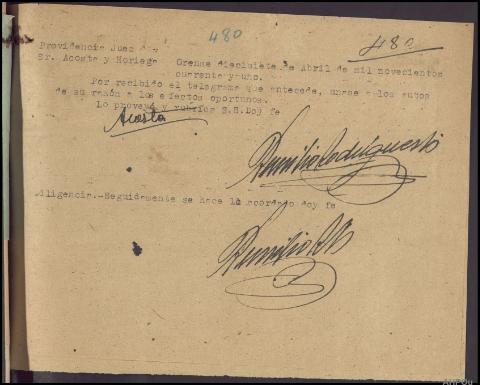 480
480
Providencia Juez
Sr. Acosta y Noriega Orense diecisiete de Abril de mil novecientos
cuarenta y uno.
Por recibido el telegrama que antecede, unase a los autos
de su razón a los efectos oportunos.
Lo proveyó y rubrica S.S.Doy fe
Acosta
Diligencia.-Seguidamente se hace lo acordado doy fe